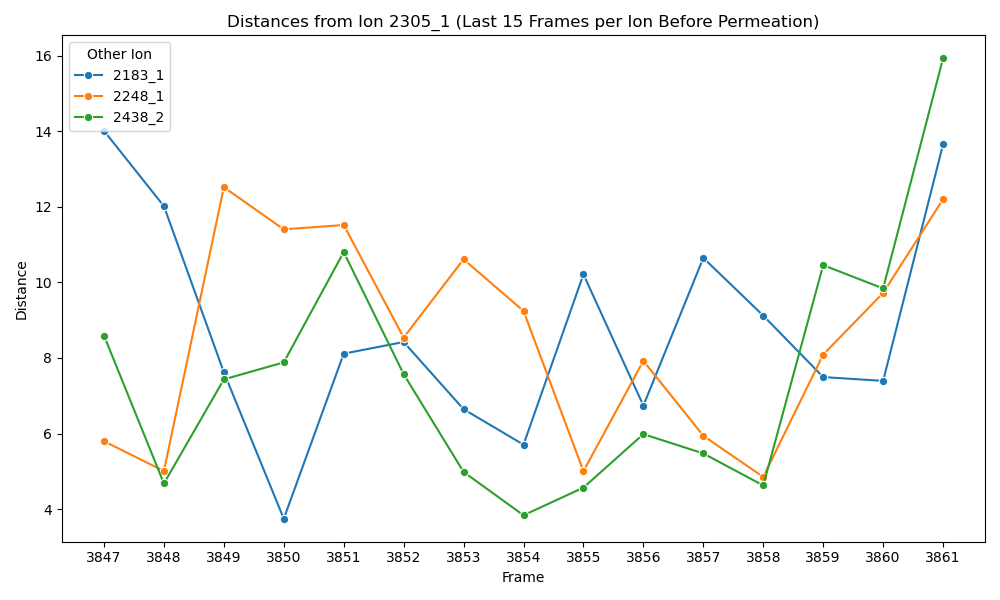 Distances from Ion 2305_1 (Last 15 Frames per Ion Before Permeation)
Other Ion
2183_1
2248_1
2438_2
Distance
16
14
12
10
8
6
4
3847 3848 3849 3850 3851 3852 3853 3854 3855 3856 3857 3858 3859 3860 3861
Frame